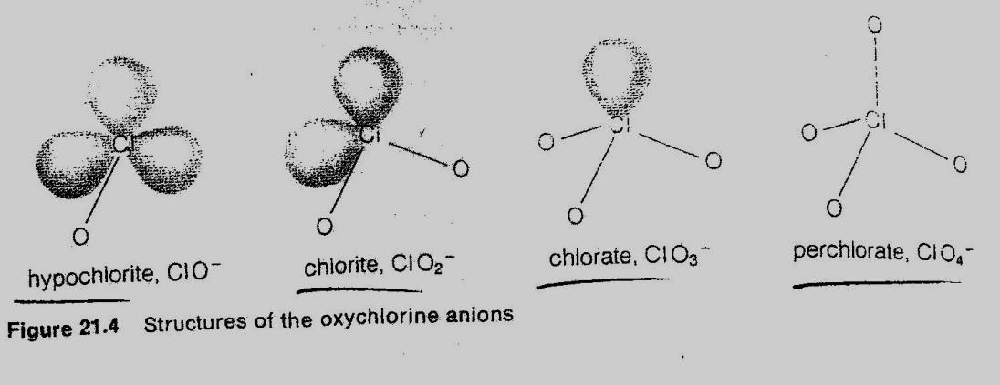 O
Cl
Cl
Cl
Cl
O
O
O
O
O
O
O
O
O
hypochlorite, ClO⁻
chlorite, ClO₂⁻
chlorate, ClO₃⁻
perchlorate, ClO₄⁻
Figure 21.4 Structures of the oxychlorine anions